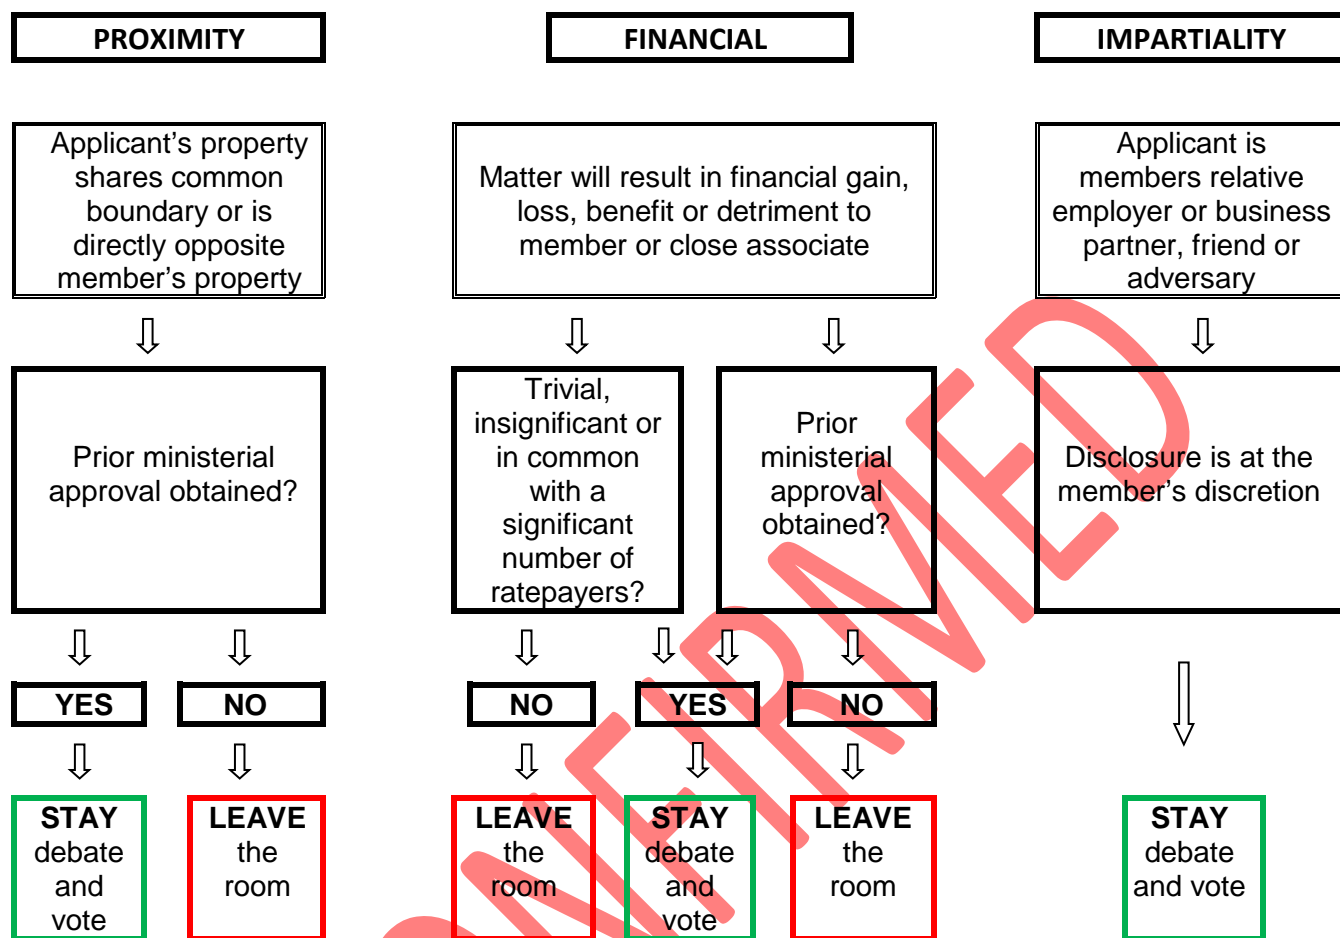 PROXIMITY
FINANCIAL
IMPARTIALITY
Applicant’s property
shares common
boundary or is
directly opposite
member’s property
Matter will result in financial gain,
loss, benefit or detriment to
member or close associate
Applicant is
members relative
employer or business
partner, friend or
adversary
Prior ministerial
approval obtained?
Trivial,
insignificant or
in common
with a
significant
number of
ratepayers?
Prior
ministerial
approval
obtained?
Disclosure is at the
member’s discretion
YES
NO
NO
YES
NO
STAY
debate
and
vote
LEAVE
the
room
LEAVE
the
room
STAY
debate
and
vote
LEAVE
the
room
STAY
debate
and vote
ONFIRMED